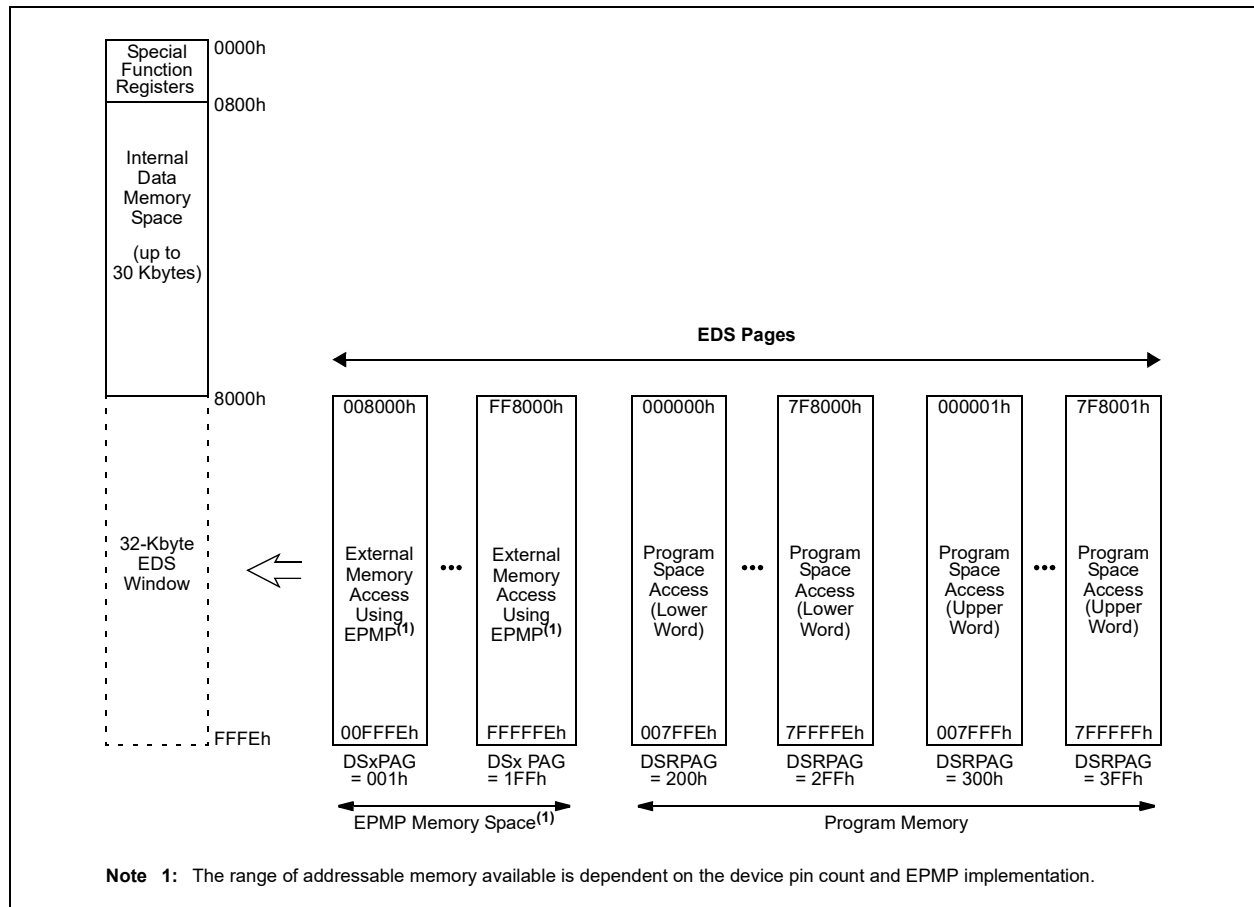 Special
Function
Registers
0000h
0800h
Internal
Data
Memory
Space
(up to
30 Kbytes)
8000h
32-Kbyte
EDS
Window
FFFEh
EDS Pages
008000h
External
Memory
Access
Using
EPMP(1)
00FFFEh
DSxPAG
= 001h
•••
FF8000h
External
Memory
Access
Using
EPMP(1)
FFFFFEh
DSx PAG
= 1FFh
EPMP Memory Space(1)
000000h
Program
Space
Access
(Lower
Word)
007FFEh
DSRPAG
= 200h
•••
7F8000h
Program
Space
Access
(Lower
Word)
7FFFFEh
DSRPAG
= 2FFh
000001h
Program
Space
Access
(Upper
Word)
007FFFh
DSRPAG
= 300h
•••
7F8001h
Program
Space
Access
(Upper
Word)
7FFFFFh
DSRPAG
= 3FFh
Program Memory
Note 1: The range of addressable memory available is dependent on the device pin count and EPMP implementation.